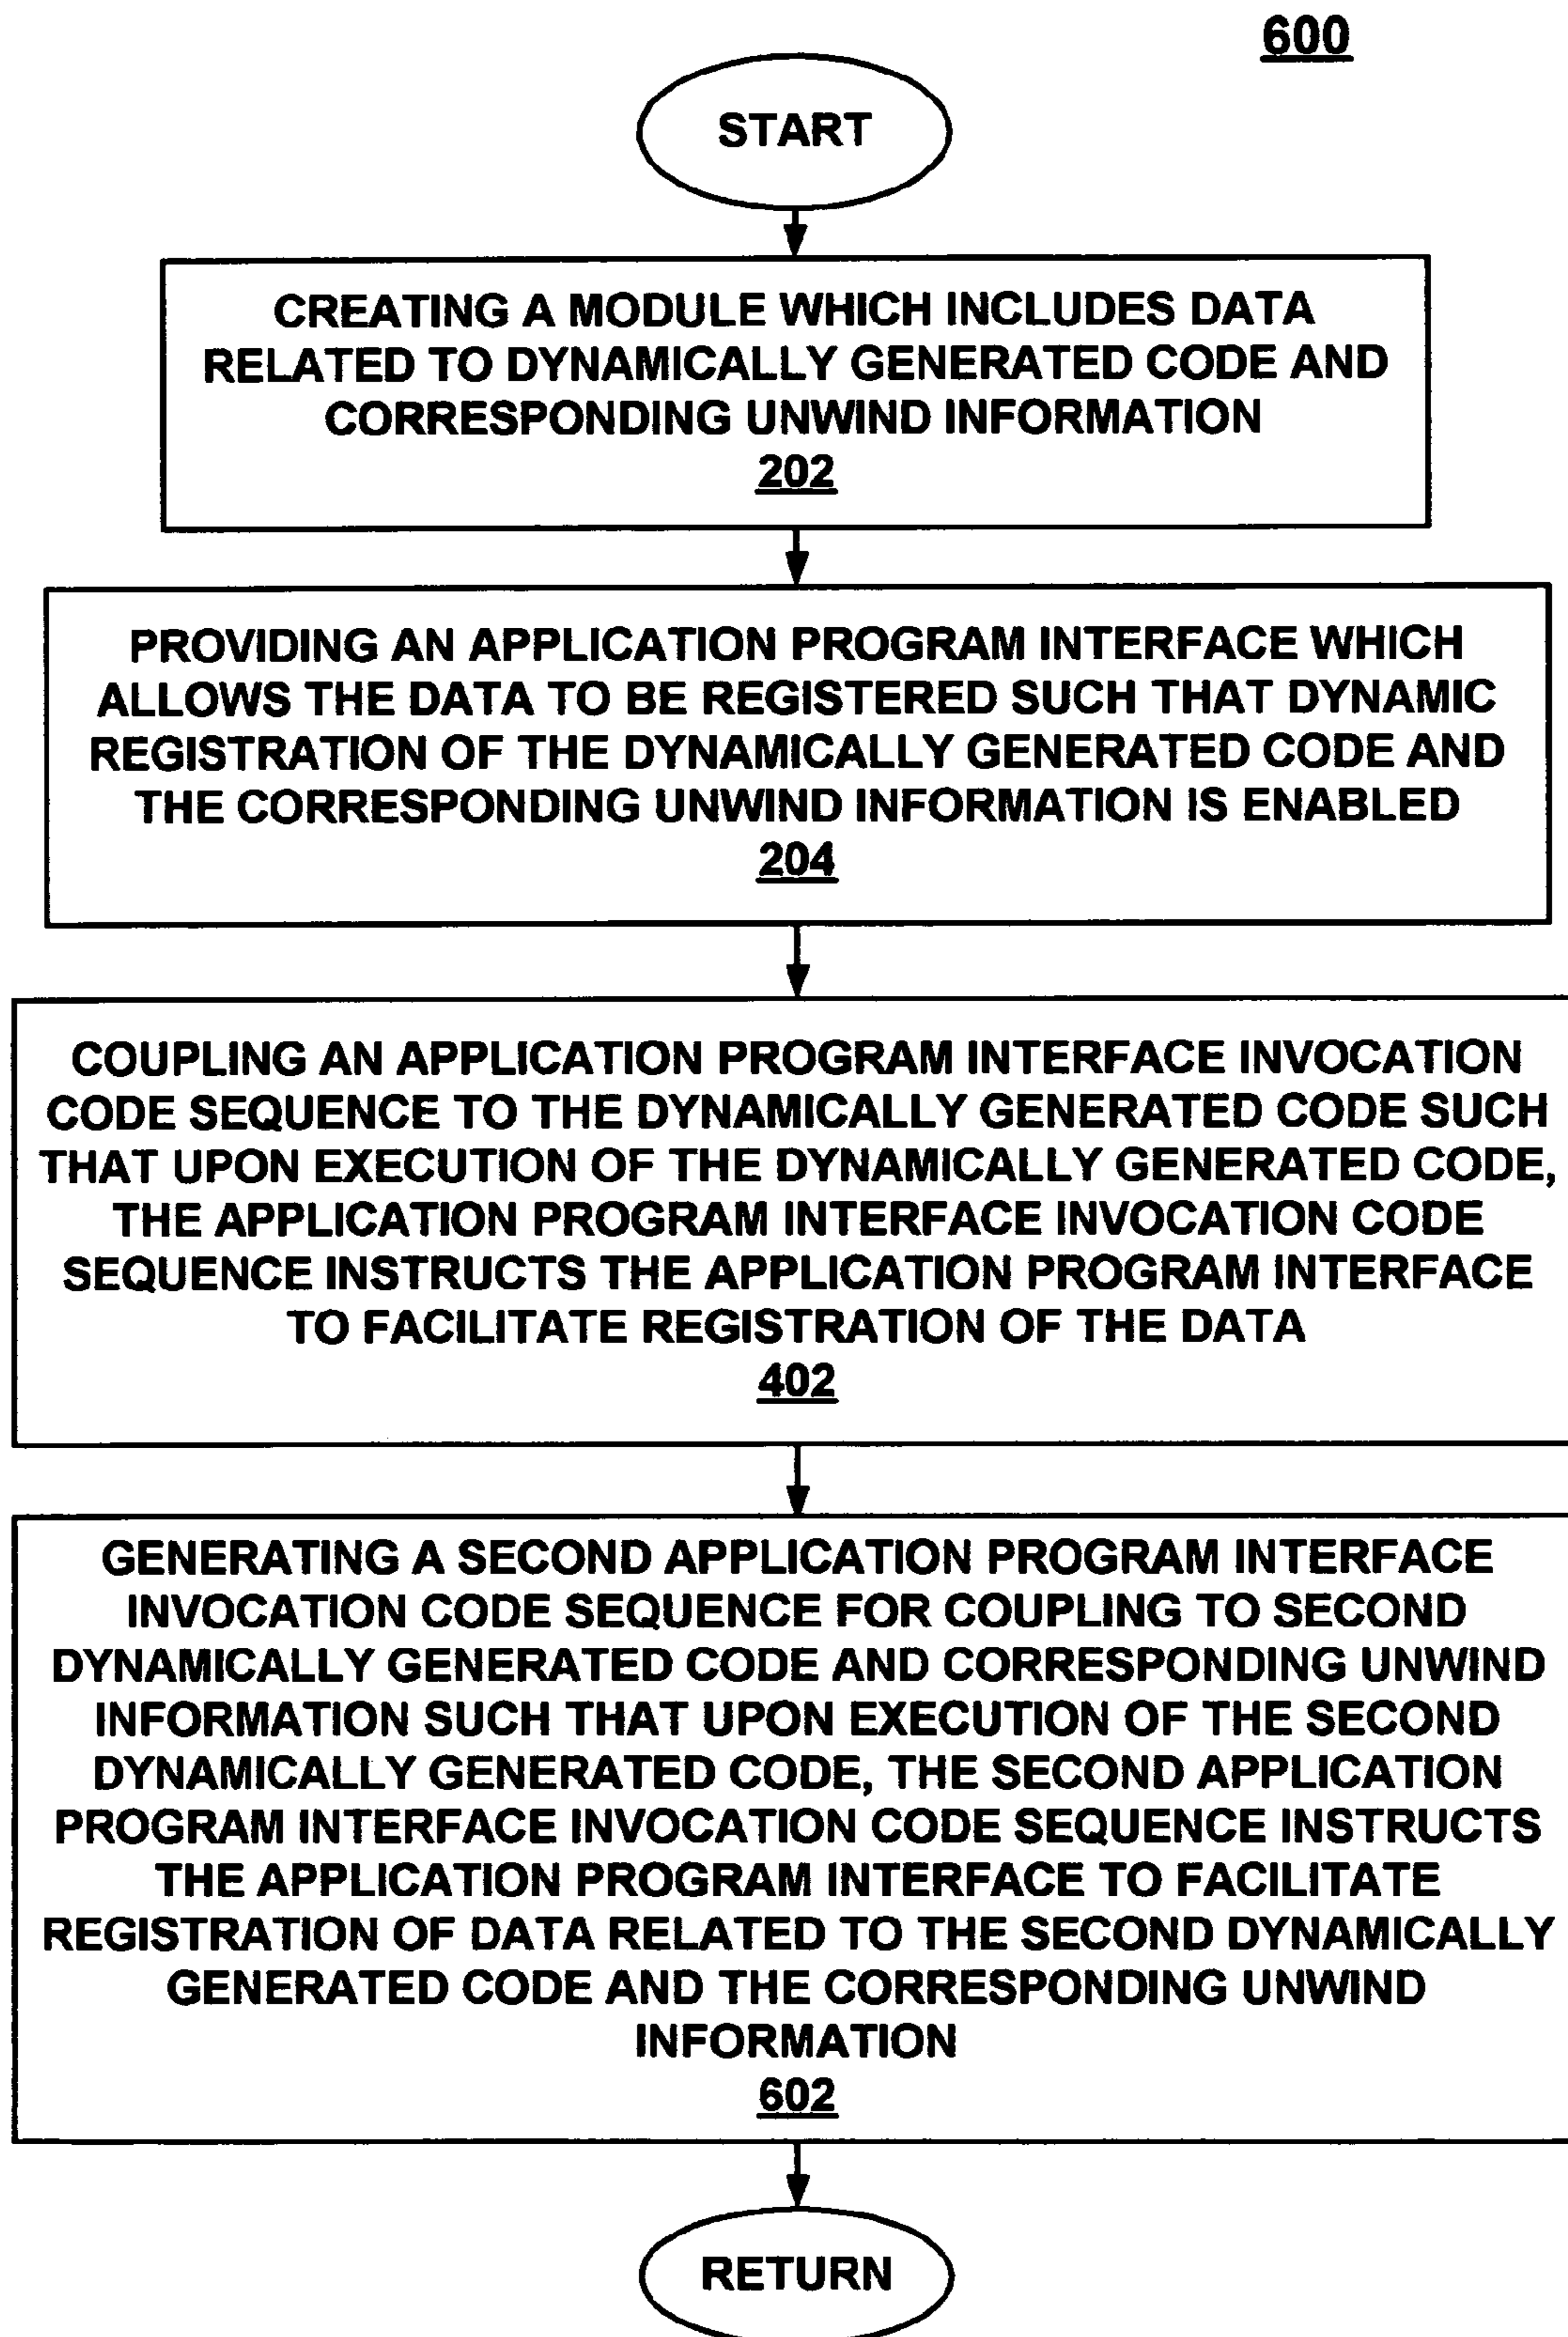 600
START
CREATING A MODULE WHICH INCLUDES DATA
RELATED TO DYNAMICALLY GENERATED CODE AND
CORRESPONDING UNWIND INFORMATION
202
PROVIDING AN APPLICATION PROGRAM INTERFACE WHICH
ALLOWS THE DATA TO BE REGISTERED SUCH THAT DYNAMIC
REGISTRATION OF THE DYNAMICALLY GENERATED CODE AND
THE CORRESPONDING UNWIND INFORMATION IS ENABLED
204
COUPLING AN APPLICATION PROGRAM INTERFACE INVOCATION
CODE SEQUENCE TO THE DYNAMICALLY GENERATED CODE SUCH
THAT UPON EXECUTION OF THE DYNAMICALLY GENERATED CODE,
THE APPLICATION PROGRAM INTERFACE INVOCATION CODE
SEQUENCE INSTRUCTS THE APPLICATION PROGRAM INTERFACE
TO FACILITATE REGISTRATION OF THE DATA
402
GENERATING A SECOND APPLICATION PROGRAM INTERFACE
INVOCATION CODE SEQUENCE FOR COUPLING TO SECOND
DYNAMICALLY GENERATED CODE AND CORRESPONDING UNWIND
INFORMATION SUCH THAT UPON EXECUTION OF THE SECOND
DYNAMICALLY GENERATED CODE, THE SECOND APPLICATION
PROGRAM INTERFACE INVOCATION CODE SEQUENCE INSTRUCTS
THE APPLICATION PROGRAM INTERFACE TO FACILITATE
REGISTRATION OF DATA RELATED TO THE SECOND DYNAMICALLY
GENERATED CODE AND THE CORRESPONDING UNWIND
INFORMATION
602
RETURN